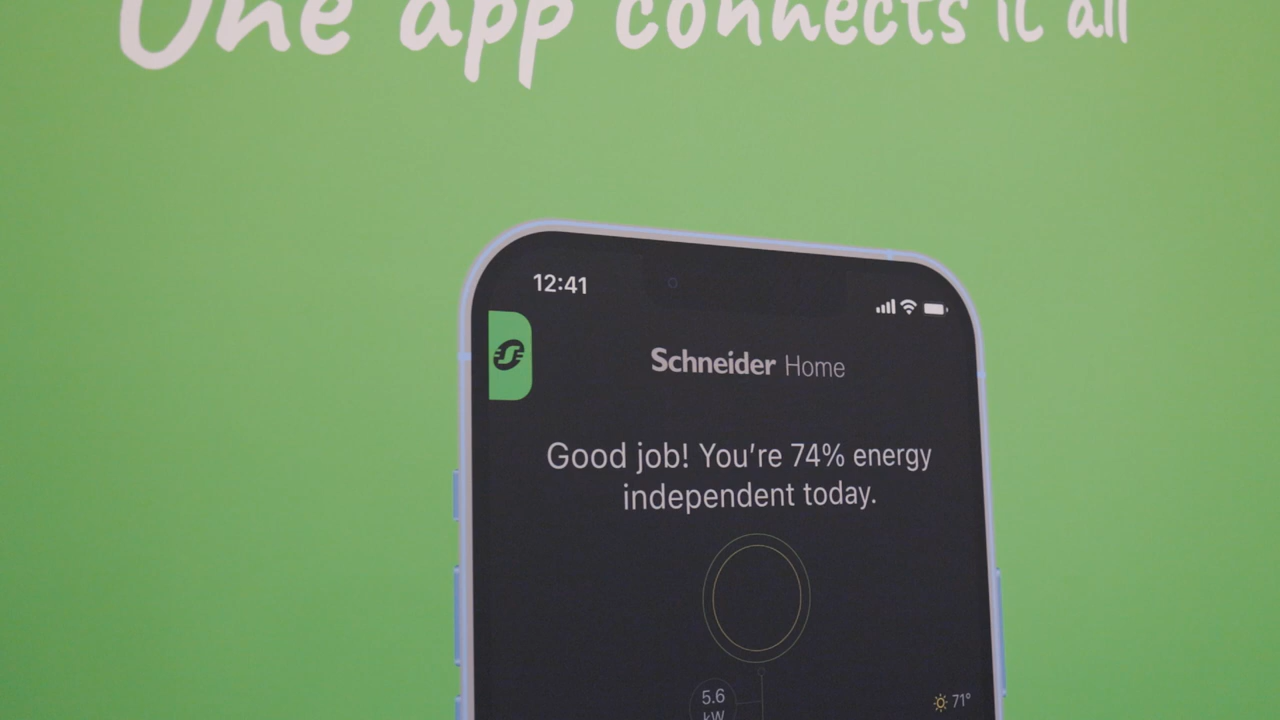 One app connects it all
12:41
Schneider Home
Good job! You're 74% energy
independent today.
5.6
kW
71°